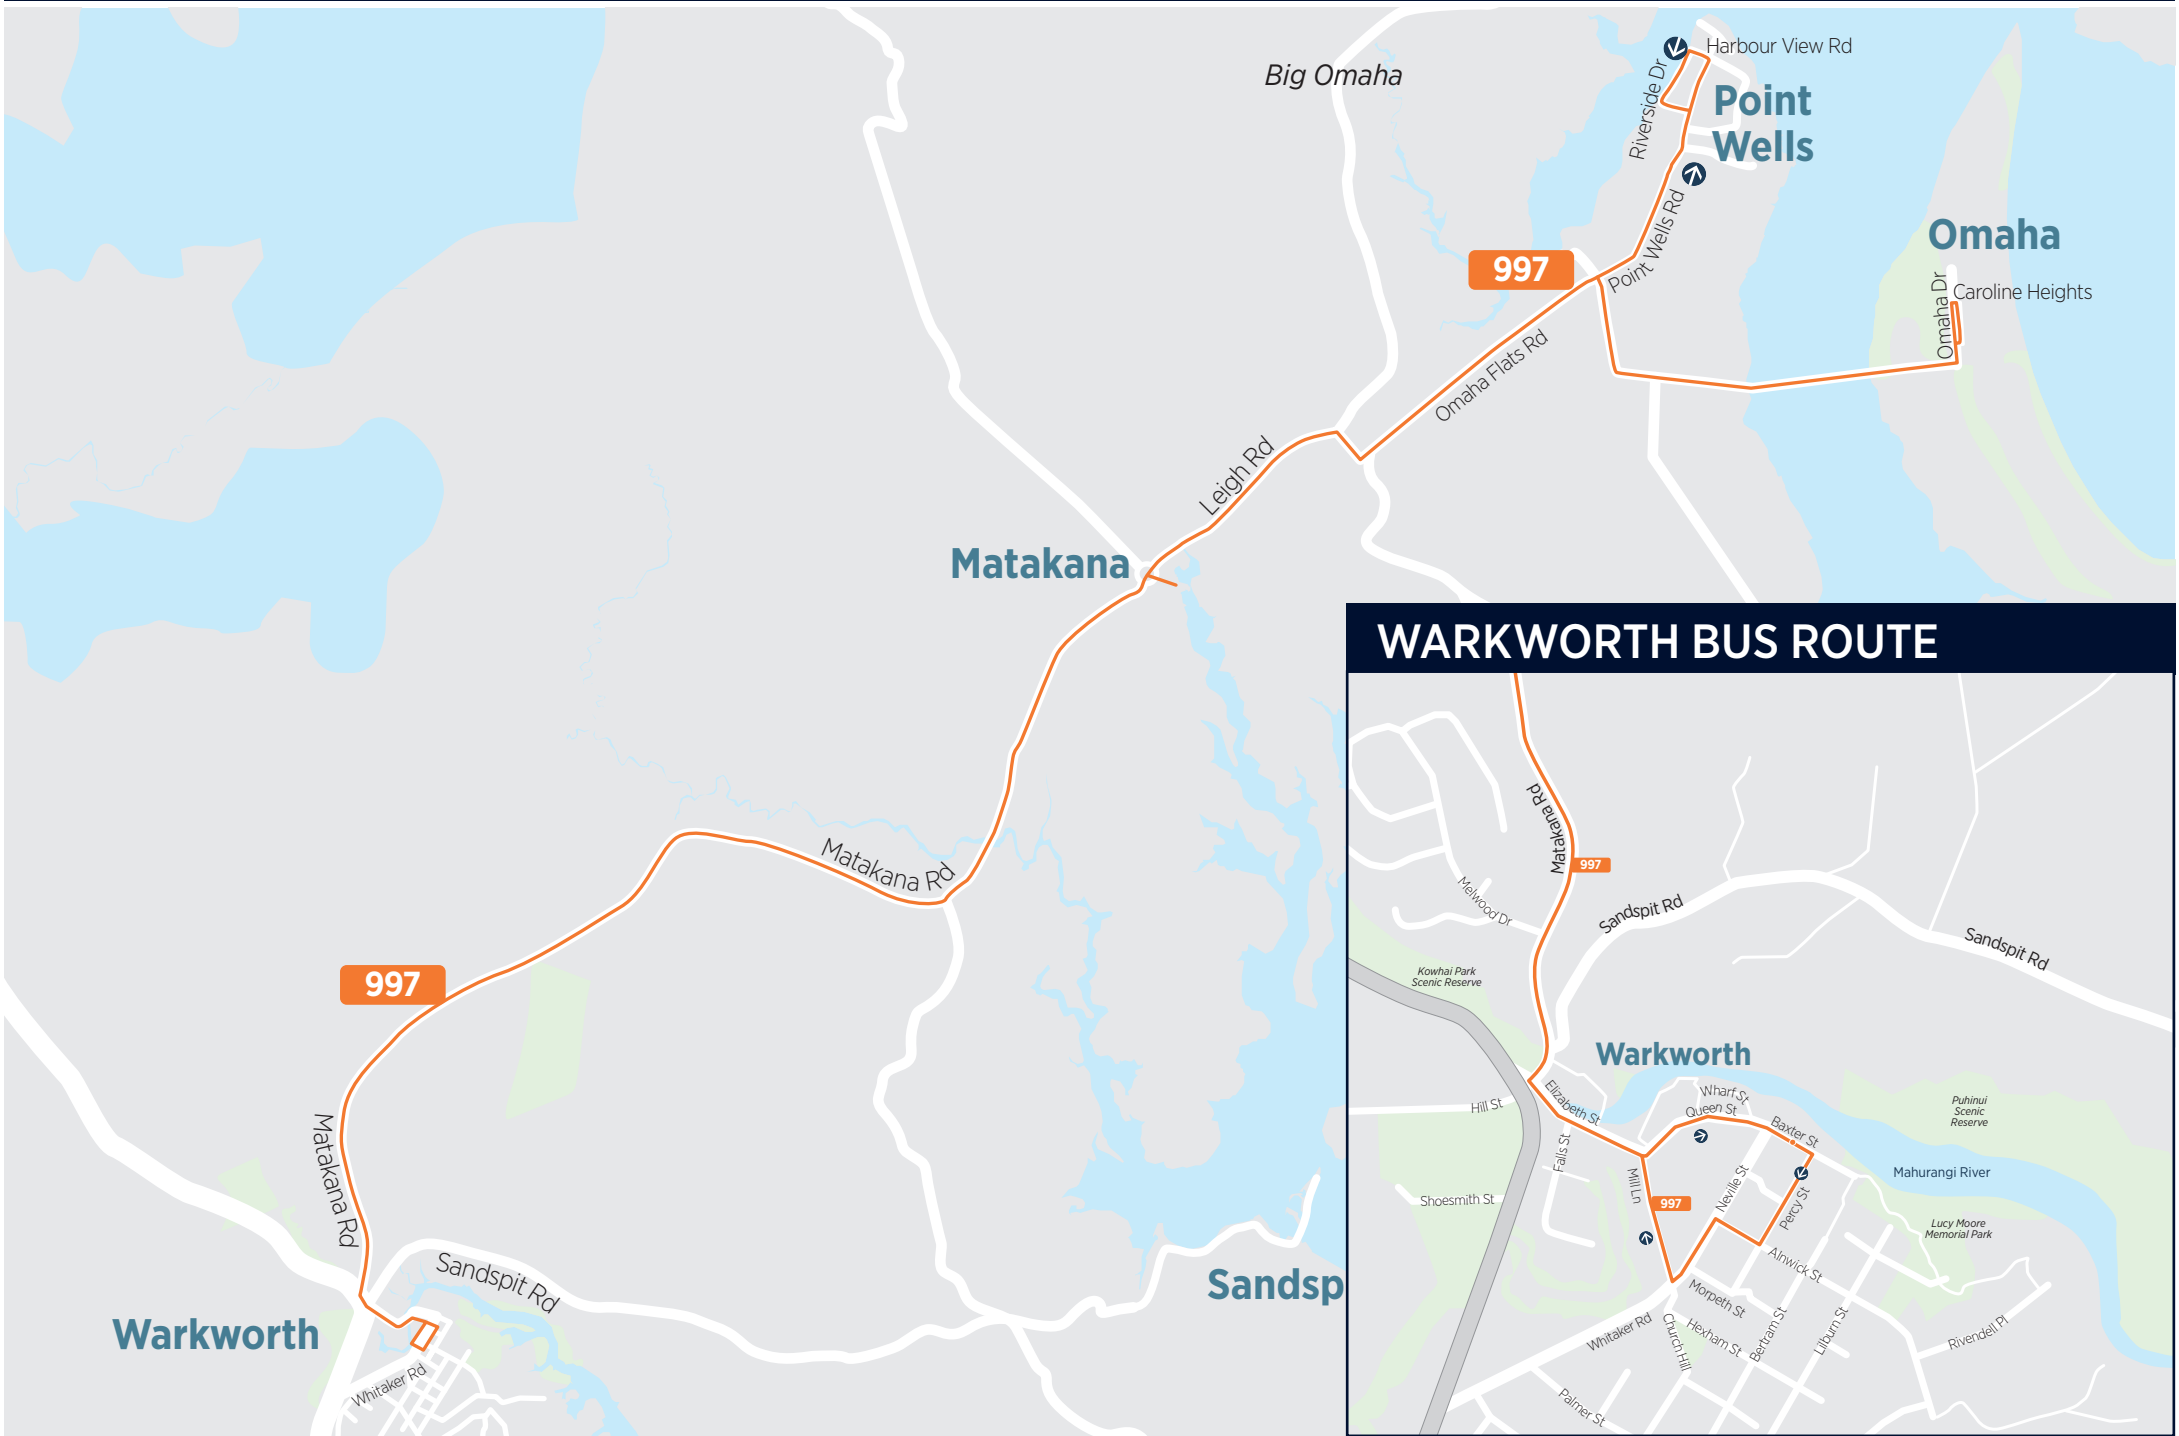 Harbour View Rd
Big Omaha
Riverside Dr
Point
Wells
Point Wells Rd
Omaha
997
Omaha Dr
Caroline Heights
Omaha Flats Rd
Leigh Rd
Matakana
Matakana Rd
997
Matakana Rd
Sandspit Rd
Sandsp
Warkworth
Whitaker Rd
WARKWORTH BUS ROUTE
Matakana Rd
997
Melwood Dr
Sandspit Rd
Sandspit Rd
Kowhai Park
Scenic Reserve
Warkworth
Elizabeth St
Hill St
Wharf St
Queen St
Baxter St
Puhinui
Scenic
Reserve
Falls St
Mill Ln
Neville St
Mahurangi River
Shoesmith St
997
Percy St
Lucy Moore
Memorial Park
Alnwick St
Morpeth St
Whitaker Rd
Church Hill
Hexham St
Bertram St
Lilburn St
Rivendell Pl
Palmer St